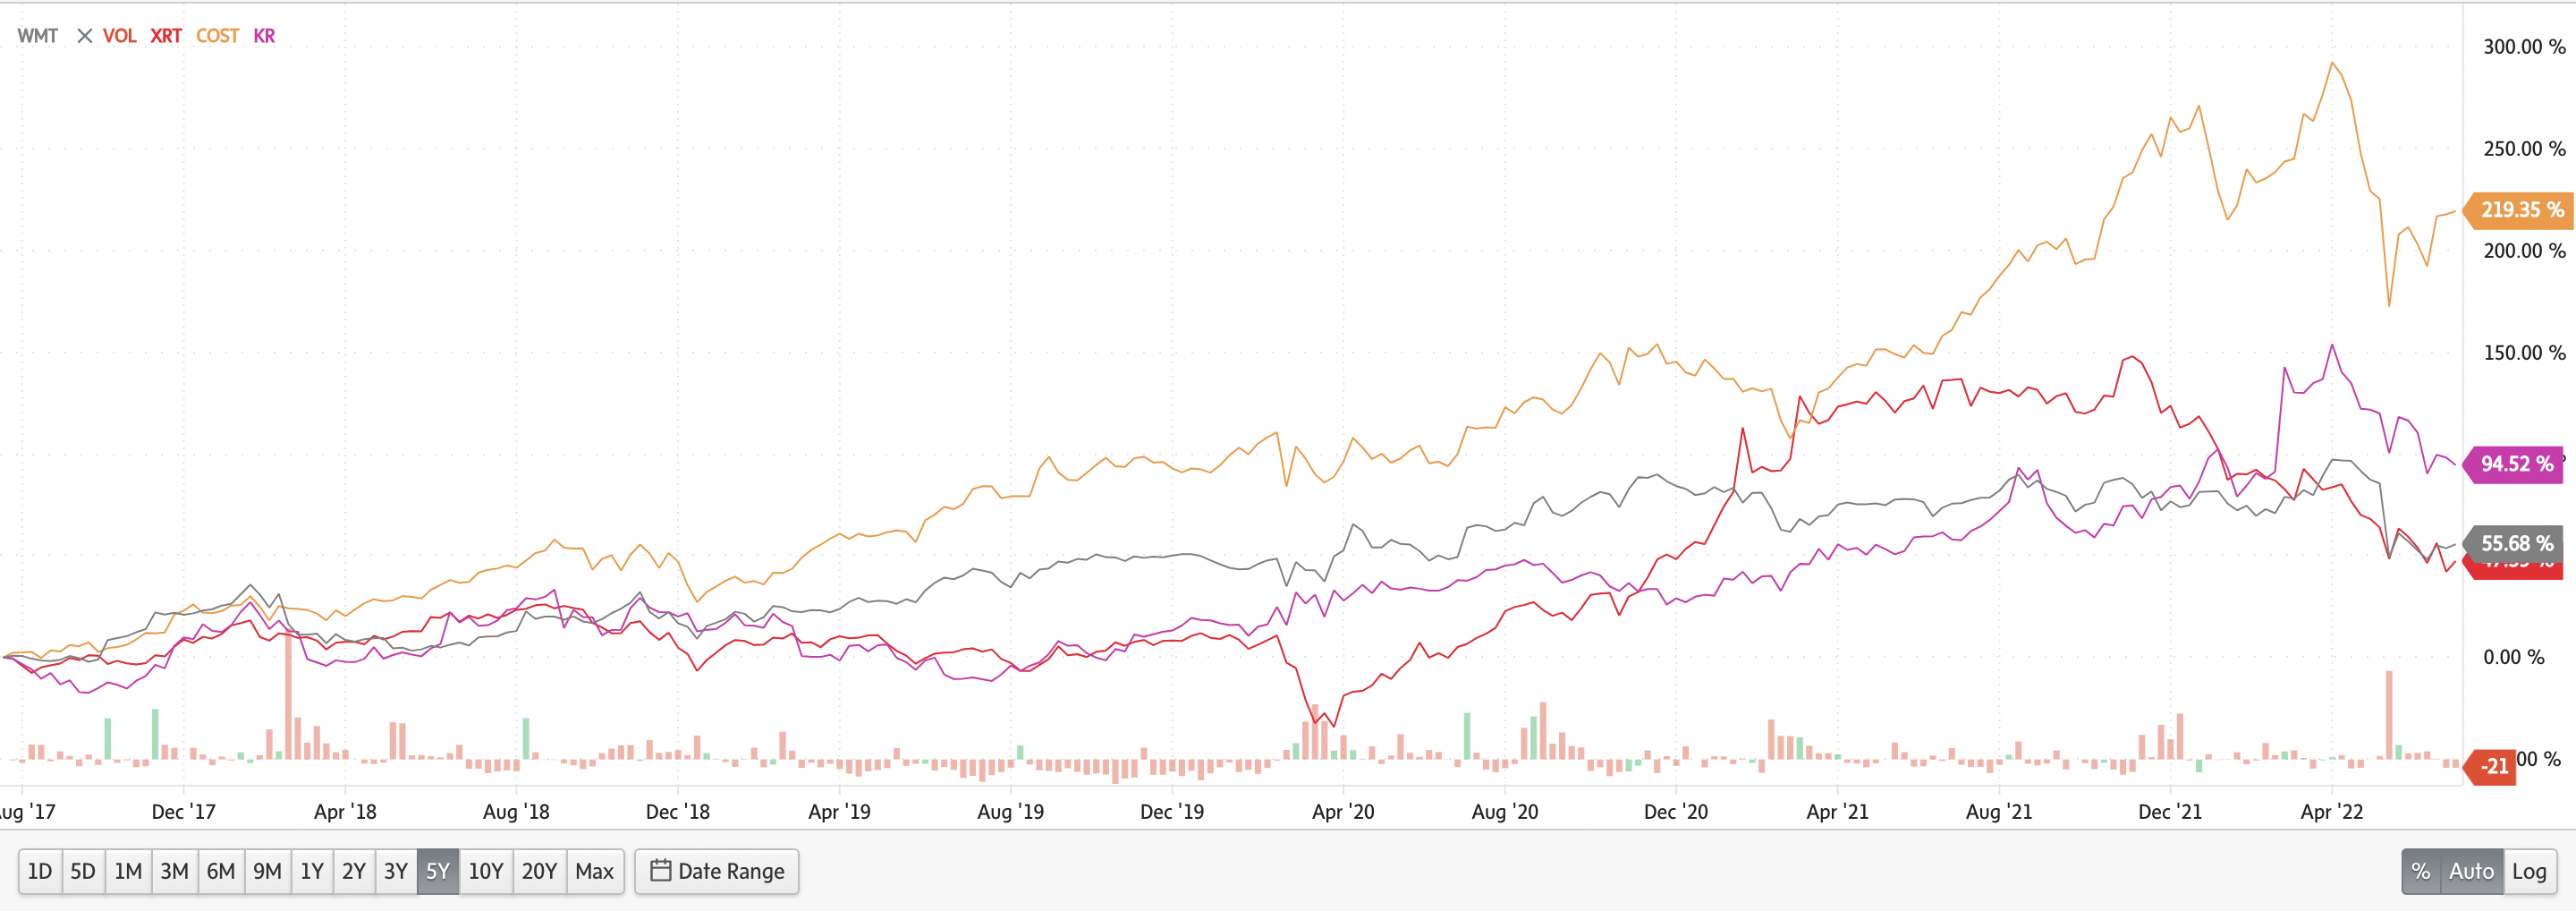 WMT × VOL XRT COST KR
300.00 %
250.00 %
219.35 %
200.00 %
150.00 %
94.52 %
55.68 %
0.00 %
-21 00 %
Aug '17 Dec '17 Apr '18 Aug '18 Dec '18 Apr '19 Aug '19 Dec '19 Apr '20 Aug '20 Dec '20 Apr '21 Aug '21 Dec '21 Apr '22
1D 5D 1M 3M 6M 9M 1Y 2Y 3Y 5Y 10Y 20Y Max Date Range % Auto Log